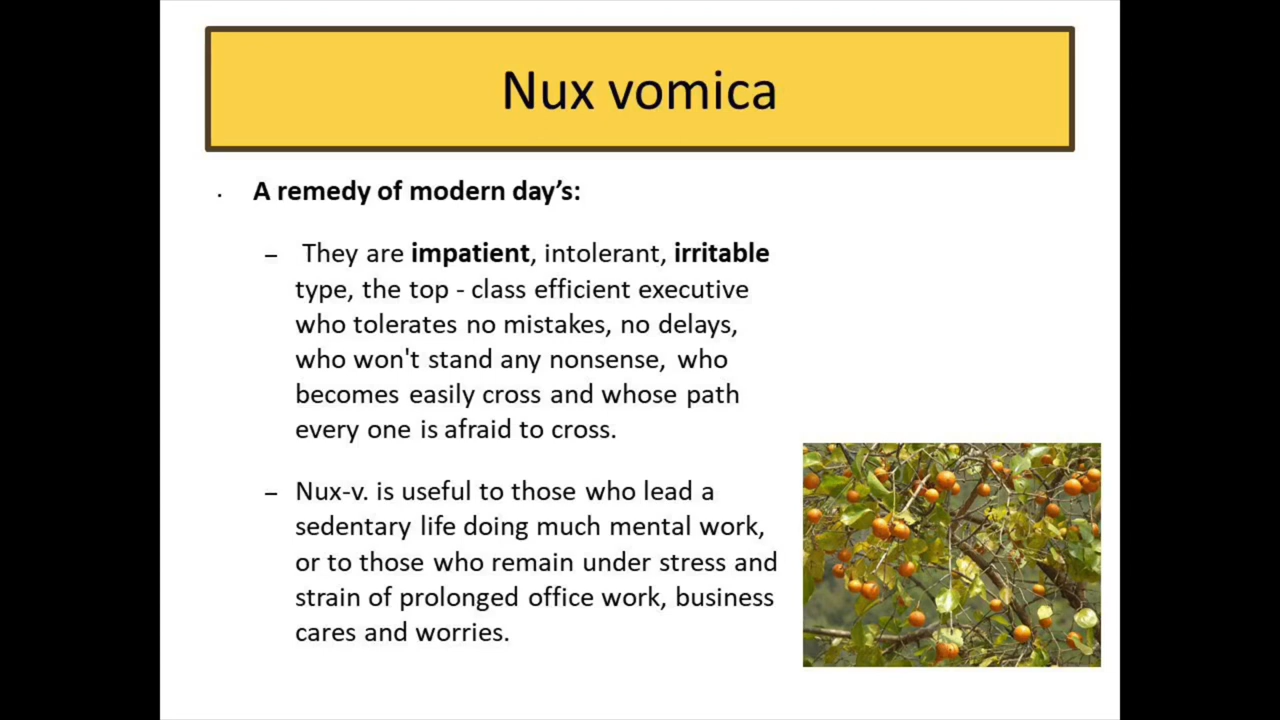 Nux vomica
· A remedy of modern day’s:
– They are impatient, intolerant, irritable
type, the top - class efficient executive
who tolerates no mistakes, no delays,
who won't stand any nonsense, who
becomes easily cross and whose path
every one is afraid to cross.
– Nux-v. is useful to those who lead a
sedentary life doing much mental work,
or to those who remain under stress and
strain of prolonged office work, business
cares and worries.